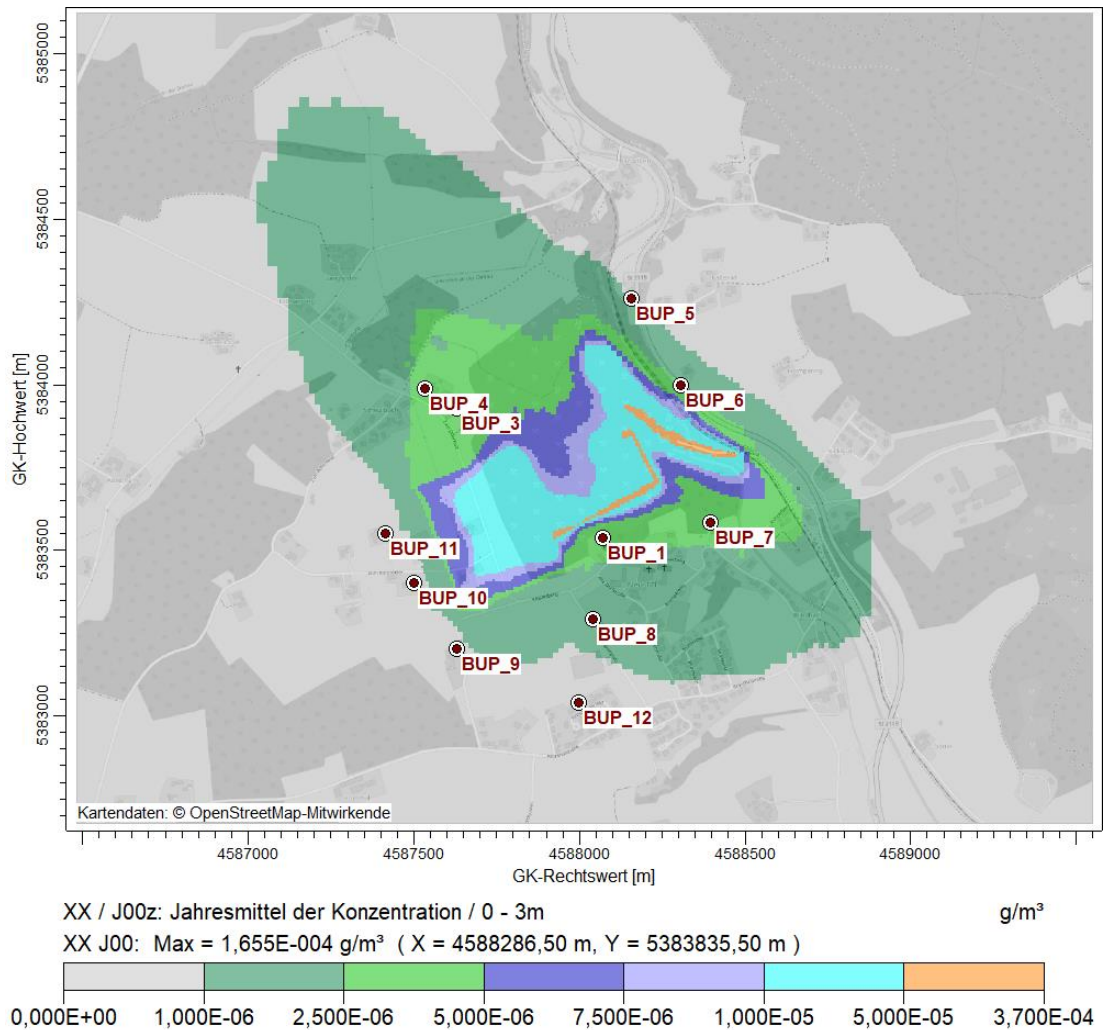 5385000
5384500
5384000
5383500
5383000
GK-Hochwert [m]
BUP_5
BUP_6
BUP_4
BUP_3
BUP_7
BUP_1
BUP_11
BUP_10
BUP_8
BUP_9
BUP_12
Kartendaten: © OpenStreetMap-Mitwirkende
4587000 4587500 4588000 4588500 4589000
GK-Rechtswert [m]
XX / J00z: Jahresmittel der Konzentration / 0 - 3m g/m³
XX J00: Max = 1,655E-004 g/m³ ( X = 4588286,50 m, Y = 5383835,50 m )
0,000E+00 1,000E-06 2,500E-06 5,000E-06 7,500E-06 1,000E-05 5,000E-05 3,700E-04